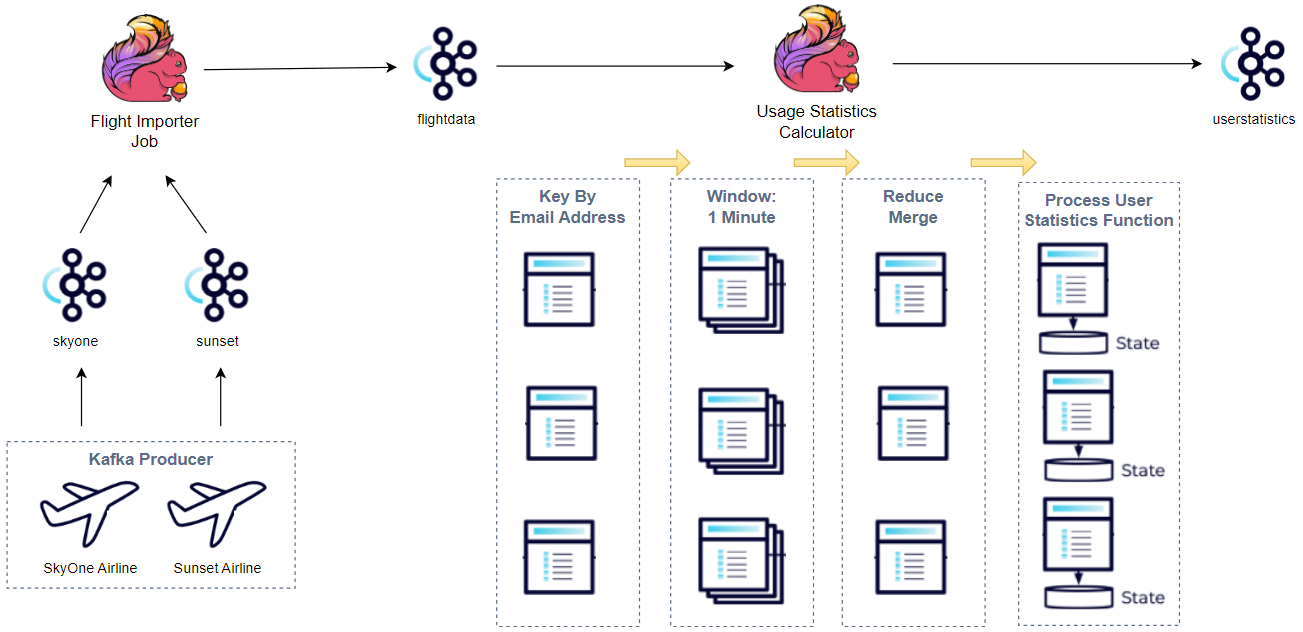 Flight Importer
Job
flightdata
Usage Statistics
Calculator
userstatistics
skyone
sunset
Kafka Producer
SkyOne Airline
Sunset Airline
Key By
Email Address
Window:
1 Minute
Reduce
Merge
Process User
Statistics Function
State
State
State